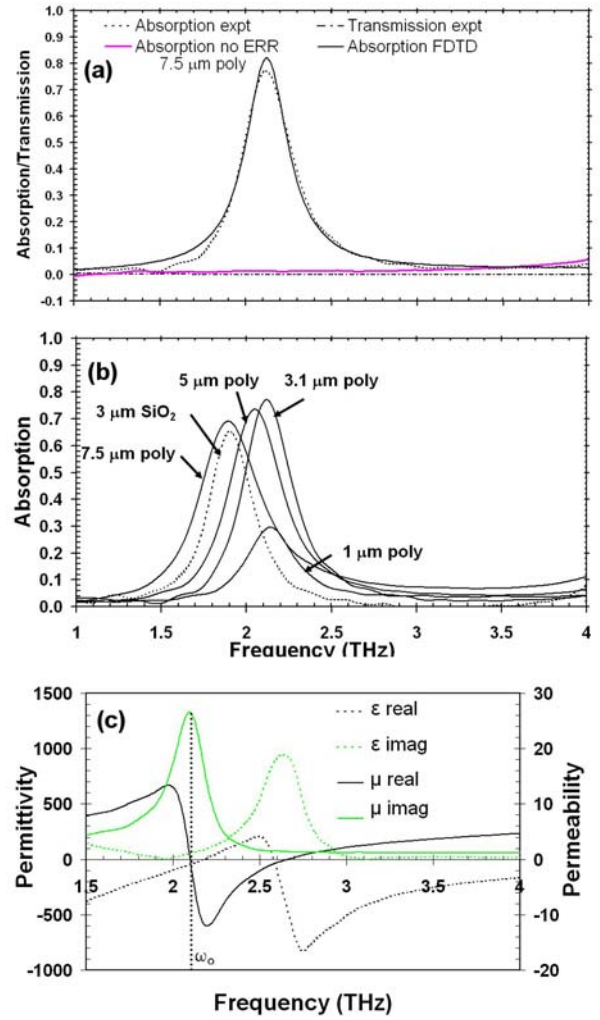 1.0
0.9
0.8
0.7
0.6
0.5
0.4
0.3
0.2
0.1
0.0
-0.1
Absorption/Transmission
Absorption expt
Transmission expt
Absorption no ERR
Absorption FDTD
7.5 μm poly
(a)
1.0
0.9
0.8
0.7
0.6
0.5
0.4
0.3
0.2
0.1
0.0
Absorption
(b)
5 μm poly
3.1 μm poly
3 μm SiO2
7.5 μm poly
1 μm poly
1 1.5 2 2.5 3 3.5 4
Frequency (THz)
1500
1000
500
0
-500
-1000
Permittivity
(c)
ε real
ε imag
μ real
μ imag
30
20
10
0
-10
-20
Permeability
1.5 2 2.5 3 3.5 4
ωo
Frequency (THz)